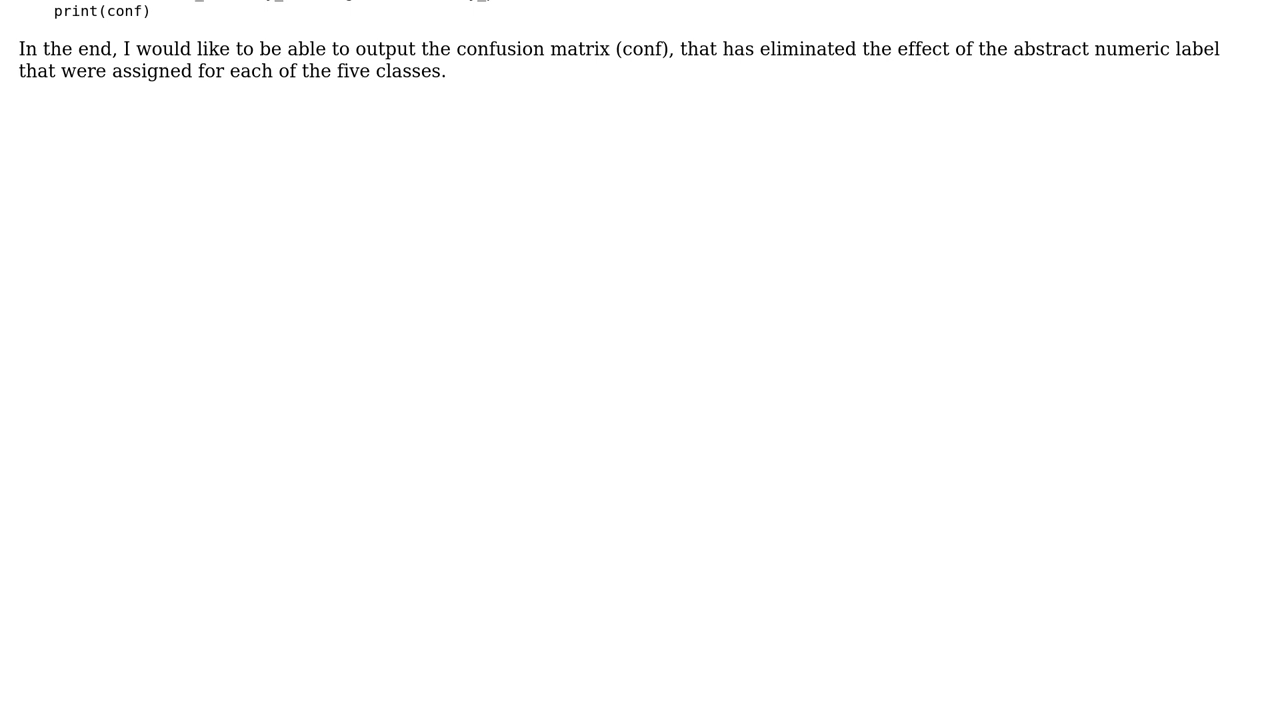 print(conf)
In the end, I would like to be able to output the confusion matrix (conf), that has eliminated the effect of the abstract numeric label
that were assigned for each of the five classes.